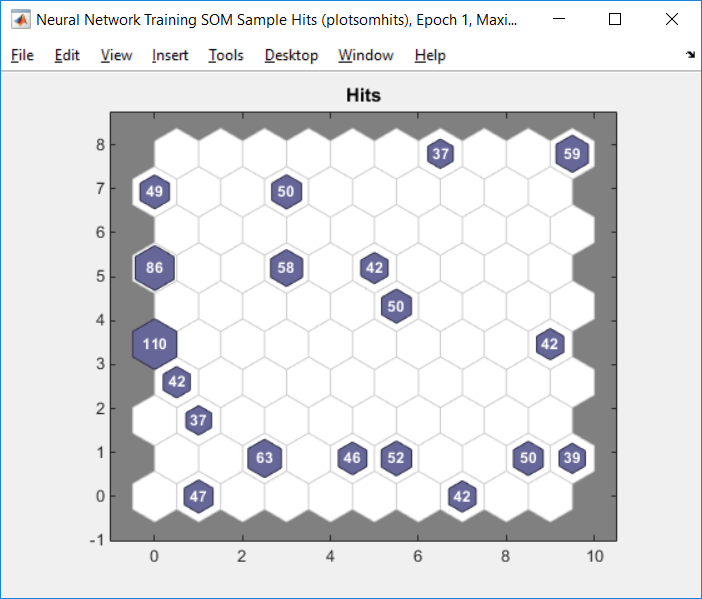 Neural Network Training SOM Sample Hits (plotsomhits), Epoch 1, Maxi...
File Edit View Insert Tools Desktop Window Help
Hits
8
37 59
7
49 50
6
5
86 58 42
50
4
110 42
3
42
2
37
1
63 46 52 50 39
0
47 42
-1
0 2 4 6 8 10